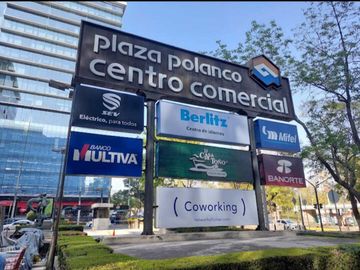 plaza polanco
centro comercial
SEV
Eléctrico, para todos
Berlitz
Centro de Idiomas
Mifel
BANCO
MULTIVA
BANORTE
( Coworking )